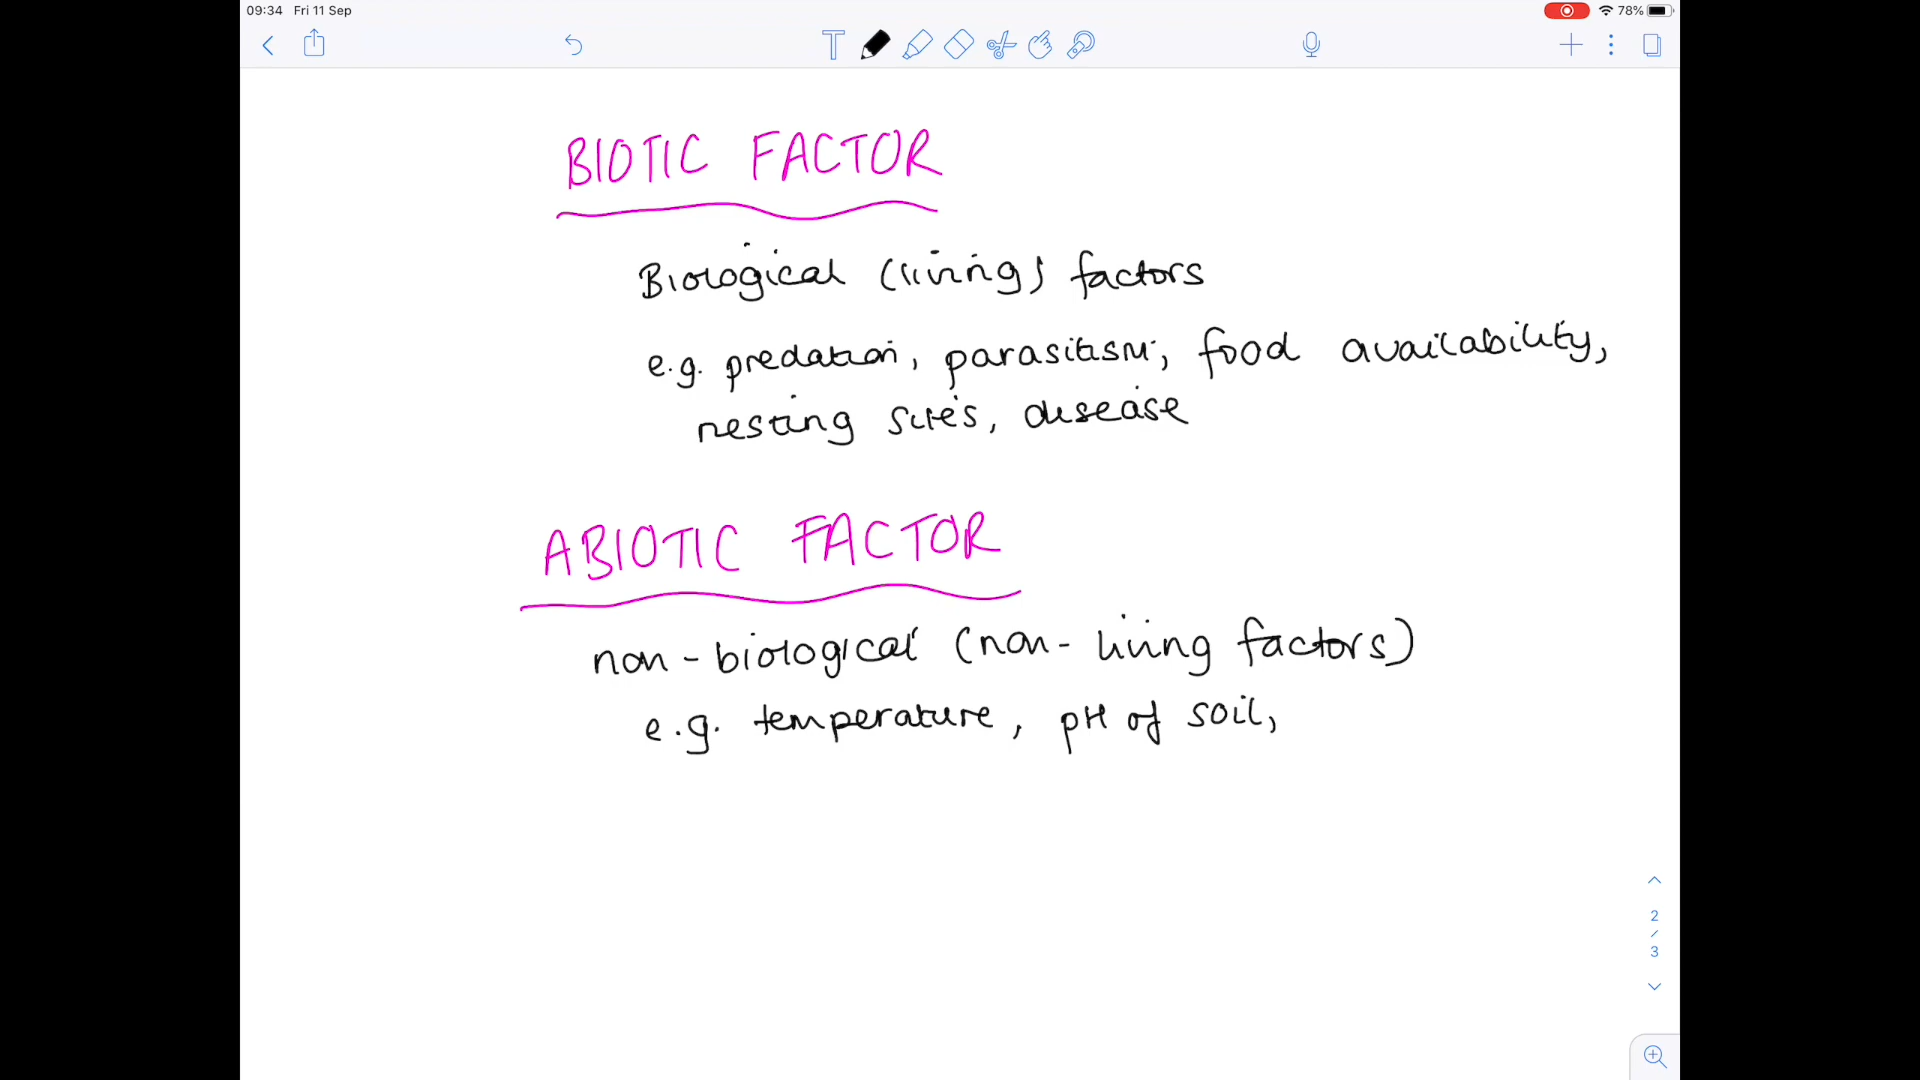 09:34 Fri 11 Sep
78%
T
BIOTIC FACTOR
Biological (living) factors
e.g. predation, parasitism, food availability,
nesting sites, disease
ABIOTIC FACTOR
non-biological (non-living factors)
e.g. temperature, pH of soil,
2
/
3